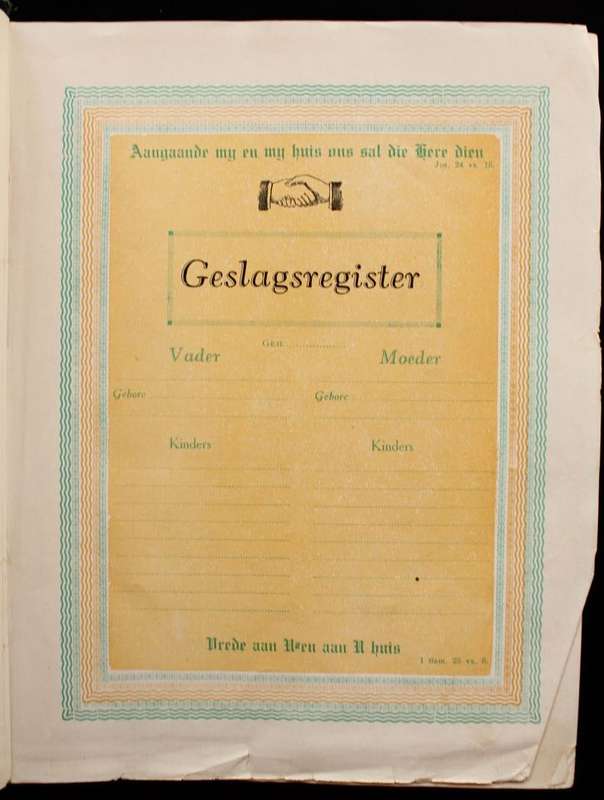 Aangaande my en my huis ons sal die Here dien
Jos. 24 vs. 15.
Geslagsregister
Gen.
Vader Moeder
Gebore Gebore
Kinders Kinders
Vrede aan U en aan U huis
1 Sam. 25 vs. 6.